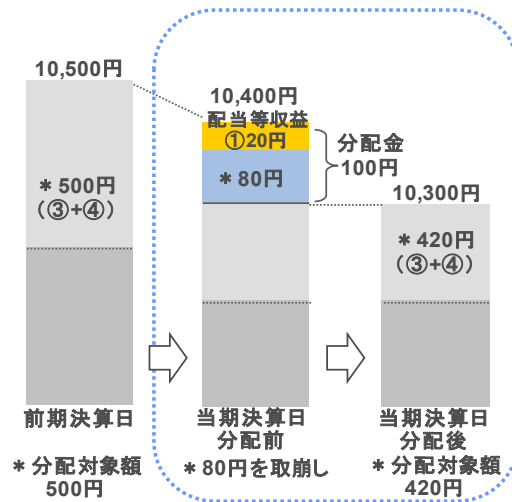 10,500円
＊500円
（③+④）
前期決算日
＊分配対象額
500円
10,400円
配当等収益
①20円
＊80円
分配金
100円
当期決算日
分配前
＊80円を取崩し
10,300円
＊420円
（③+④）
当期決算日
分配後
＊分配対象額
420円